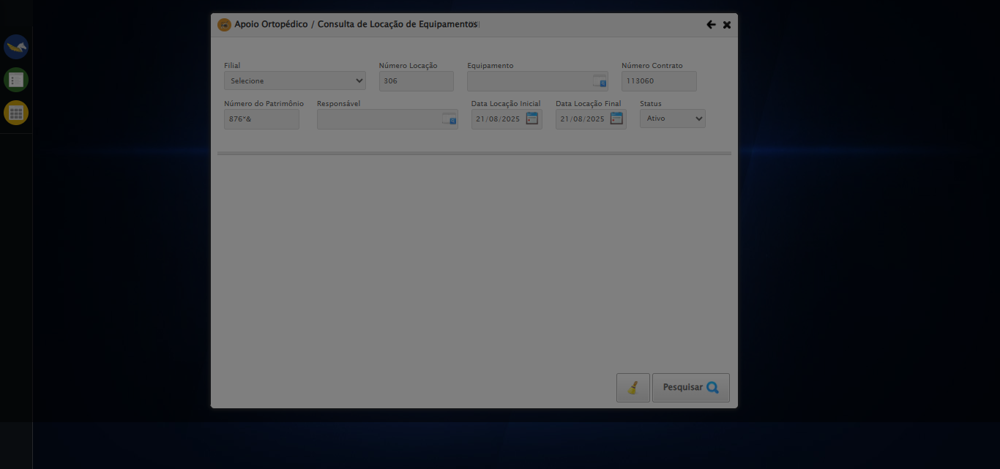 Apoio Ortopédico / Consulta de Locação de Equipamentos
Filial Número Locação Equipamento Número Contrato
Selecione 306 113060
Número do Patrimônio Responsável Data Locação Inicial Data Locação Final Status
876*& 21/08/2025 21/08/2025 Ativo
Pesquisar